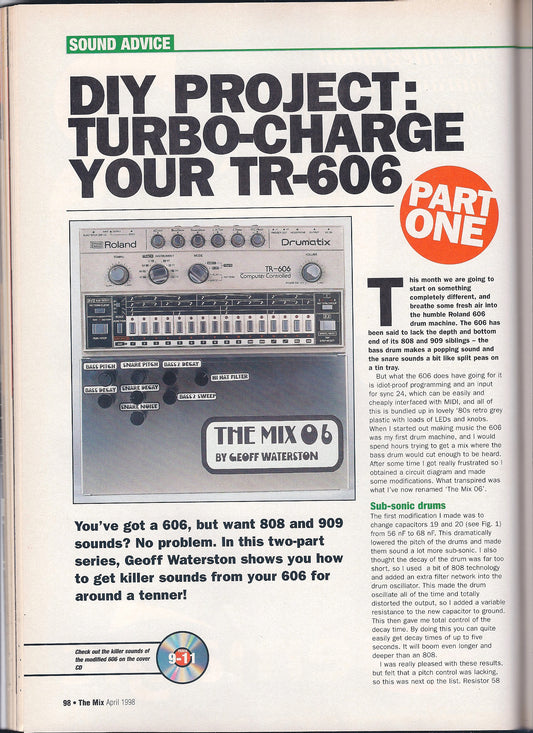 SOUND ADVICE
DIY PROJECT:
TURBO-CHARGE
YOUR TR-606
PART
ONE
Roland
Drumatix
TEMPO
INSTRUMENT
MODE
VOLUME
TR-606
Computer Controlled
BASS PITCH
SNARE PITCH
BASS 2 DECAY
HI HAT FILTER
BASS DECAY
SNARE DECAY
BASS 2 SWEEP
SNARE NOISE
THE MIX 06
BY GEOFF WATERSTON
You've got a 606, but want 808 and 909
sounds? No problem. In this two-part
series, Geoff Waterston shows you how
to get killer sounds from your 606 for
around a tenner!
Check out the killer sounds of
the modified 606 on the cover
CD
9-11
98 • The Mix April 1998
This month we are going to
start on something
completely different, and
breathe some fresh air into
the humble Roland 606
drum machine. The 606 has
been said to lack the depth and bottom
end of its 808 and 909 siblings – the
bass drum makes a popping sound and
the snare sounds a bit like split peas on
a tin tray.
But what the 606 does have going for it
is idiot-proof programming and an input
for sync 24, which can be easily and
cheaply interfaced with MIDI, and all of
this is bundled up in lovely '80s retro grey
plastic with loads of LEDs and knobs.
When I started out making music the 606
was my first drum machine, and I would
spend hours trying to get a mix where the
bass drum would cut enough to be heard.
After some time I got really frustrated so I
obtained a circuit diagram and made
some modifications. What transpired was
what I've now renamed 'The Mix 06'.
Sub-sonic drums
The first modification I made was to
change capacitors 19 and 20 (see Fig. 1)
from 56 nF to 68 nF. This dramatically
lowered the pitch of the drums and made
them sound a lot more sub-sonic. I also
thought the decay of the drum was far too
short, so I used a bit of 808 technology
and added an extra filter network into the
drum oscillator. This made the drum
oscillate all of the time and totally
distorted the output, so I added a variable
resistance to the new capacitor to ground.
This then gave me total control of the
decay time. By doing this you can quite
easily get decay times of up to five
seconds. It will boom even longer and
deeper than an 808.
I was really pleased with these results,
but felt that a pitch control was lacking,
so this was next op the list. Resistor 58